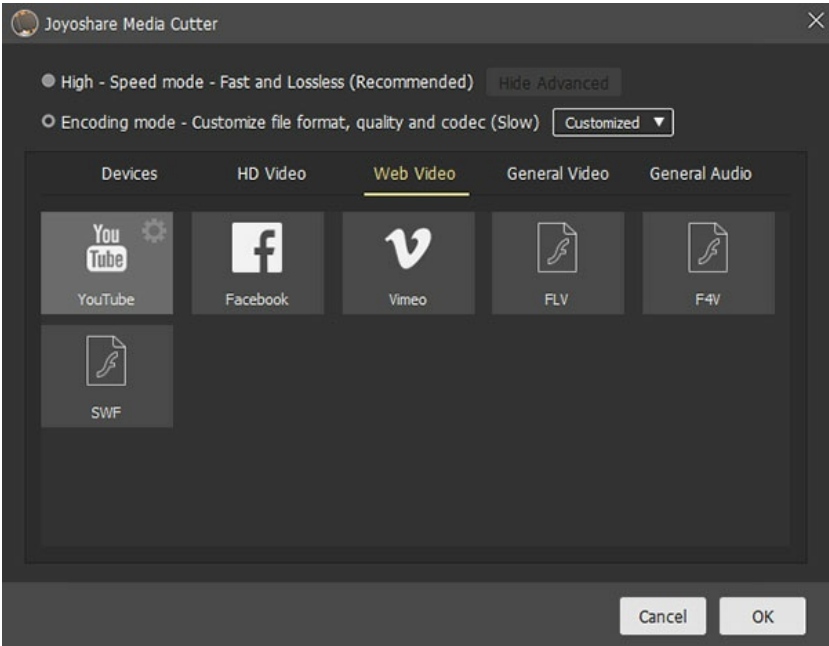 Joyoshare Media Cutter
High - Speed mode - Fast and Lossless (Recommended) Hide Advanced
Encoding mode - Customize file format, quality and codec (Slow) Customized
Devices HD Video Web Video General Video General Audio
You
Tube
YouTube Facebook Vimeo FLV F4V
SWF
Cancel OK